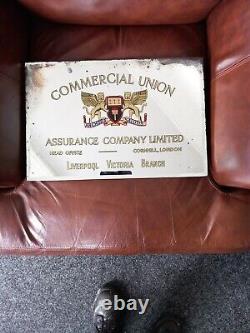 COMMERCIAL UNION
ASSURANCE COMPANY LIMITED
HEAD OFFICE — CORNHILL, LONDON
LIVERPOOL VICTORIA BRANCH